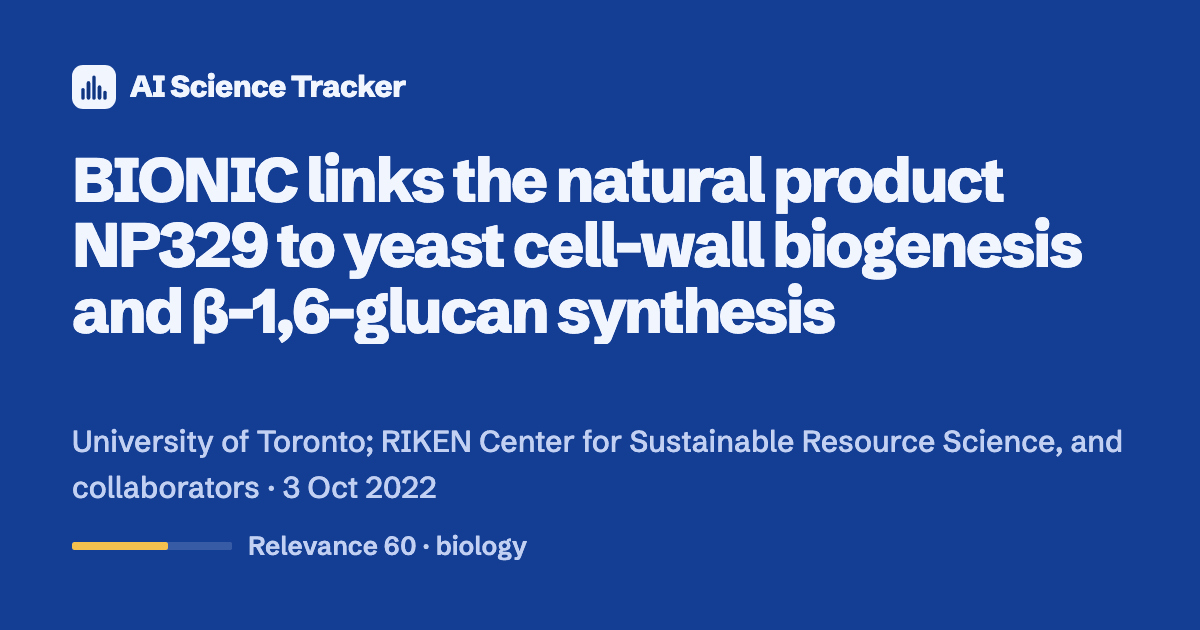 AI Science Tracker
BIONIC links the natural product
NP329 to yeast cell-wall biogenesis
and β-1,6-glucan synthesis
University of Toronto; RIKEN Center for Sustainable Resource Science, and
collaborators · 3 Oct 2022
Relevance 60 · biology